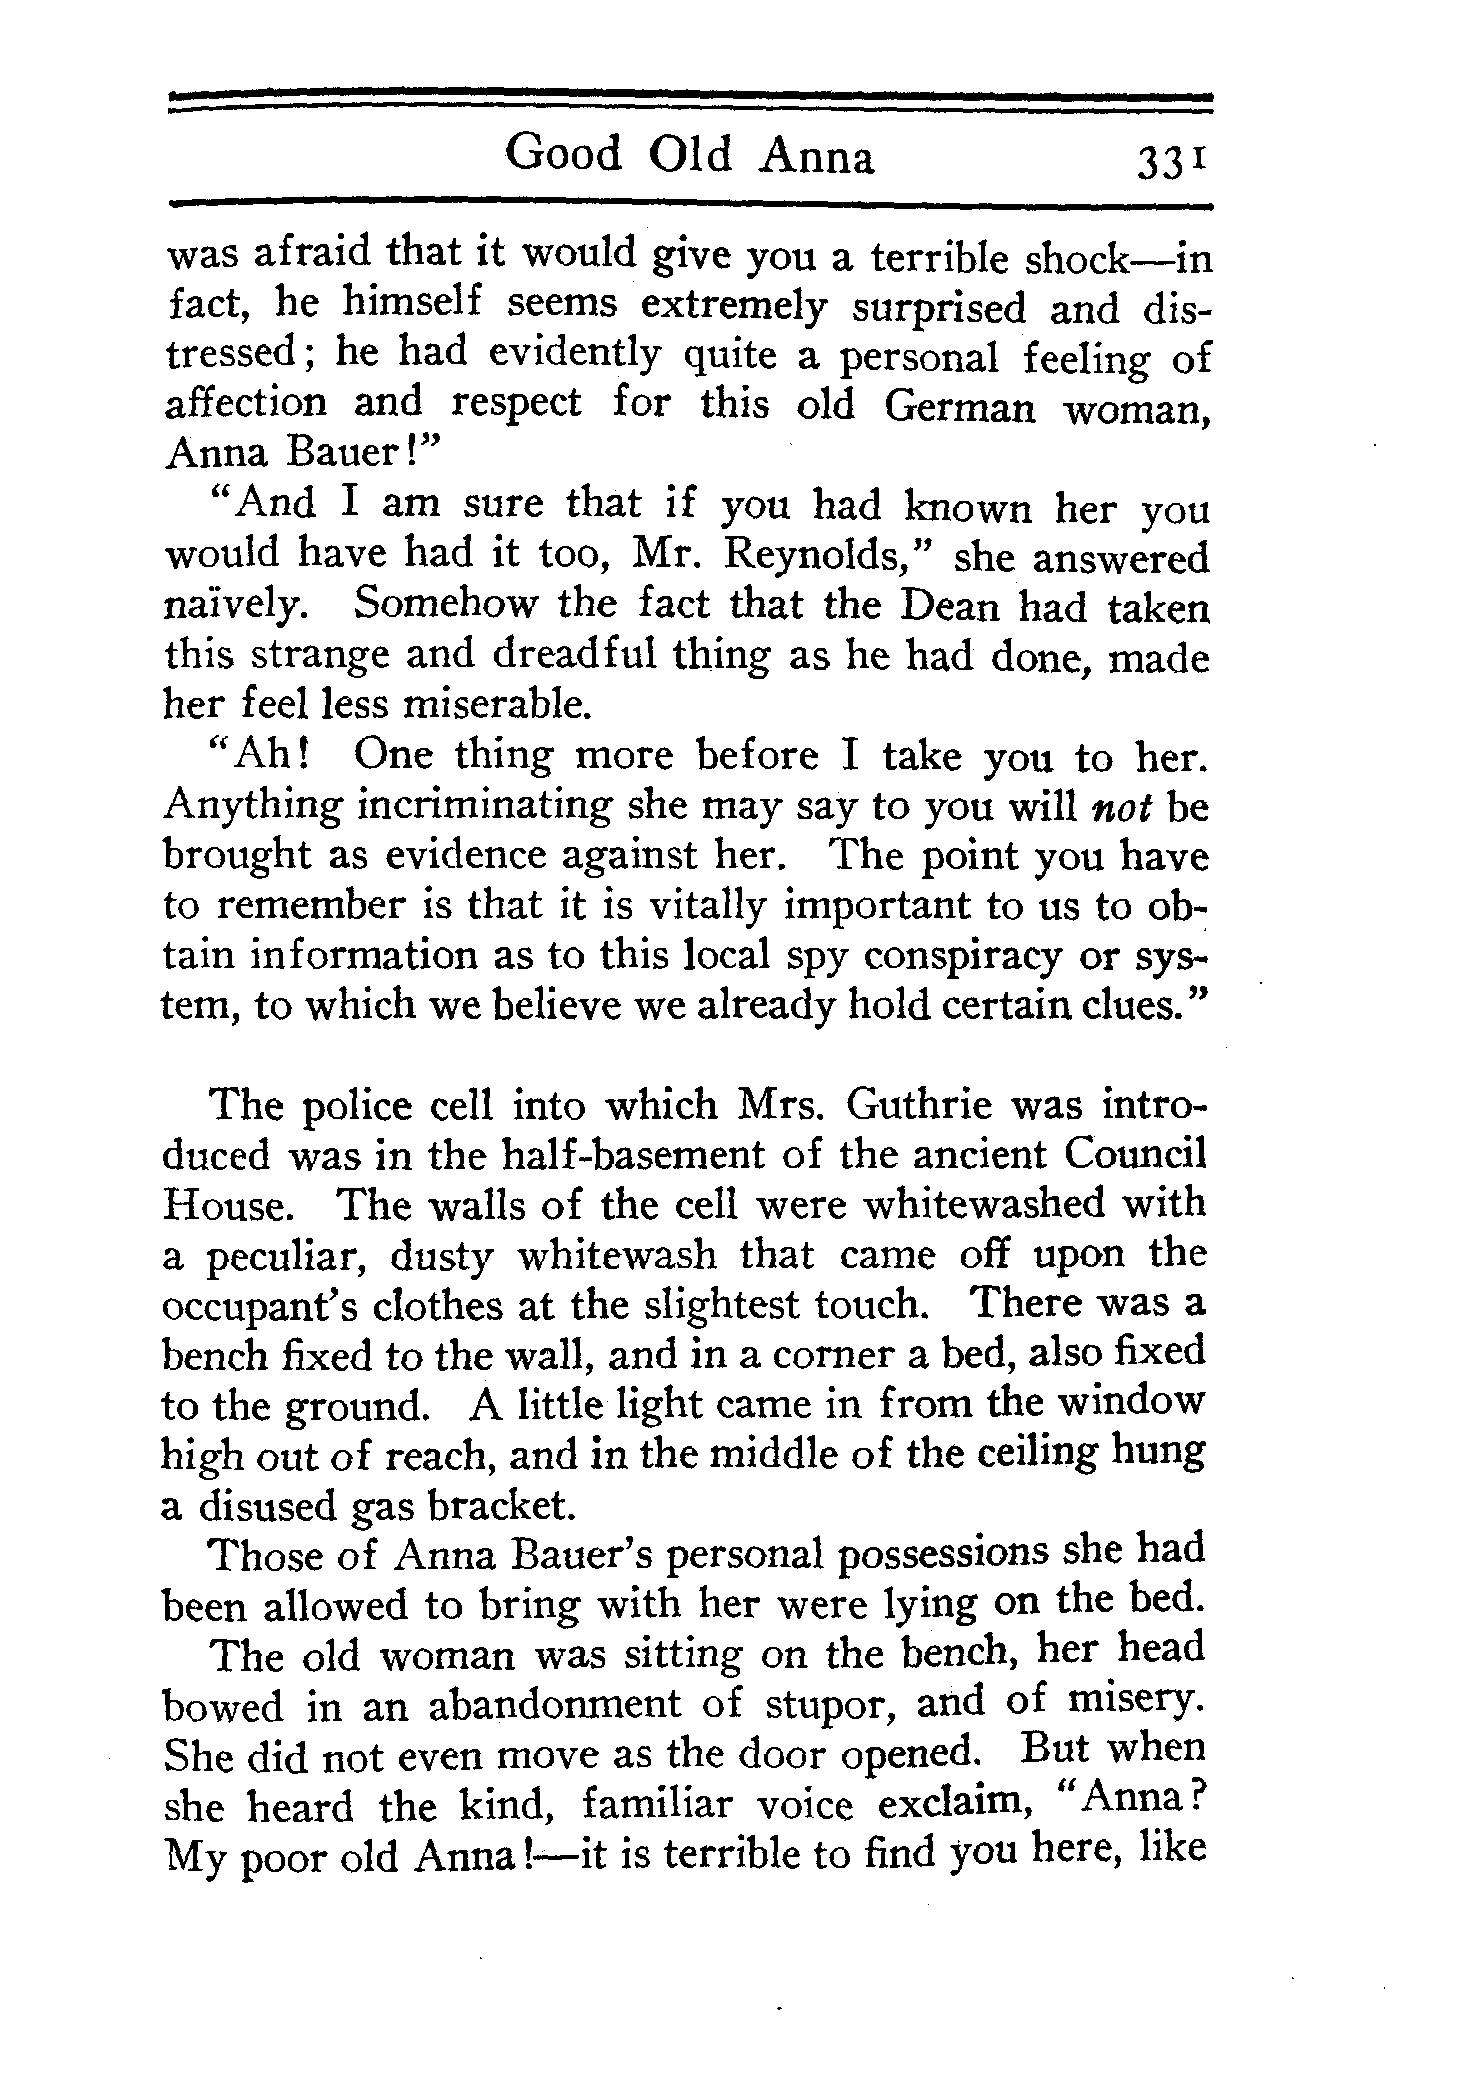 Good Old Anna 331
was afraid that it would give you a terrible shock—in
fact, he himself seems extremely surprised and dis-
tressed; he had evidently quite a personal feeling of
affection and respect for this old German woman,
Anna Bauer!"
"And I am sure that if you had known her you
would have had it too, Mr. Reynolds," she answered
naïvely. Somehow the fact that the Dean had taken
this strange and dreadful thing as he had done, made
her feel less miserable.
"Ah! One thing more before I take you to her.
Anything incriminating she may say to you will not be
brought as evidence against her. The point you have
to remember is that it is vitally important to us to ob-
tain information as to this local spy conspiracy or sys-
tem, to which we believe we already hold certain clues."
The police cell into which Mrs. Guthrie was intro-
duced was in the half-basement of the ancient Council
House. The walls of the cell were whitewashed with
a peculiar, dusty whitewash that came off upon the
occupant's clothes at the slightest touch. There was a
bench fixed to the wall, and in a corner a bed, also fixed
to the ground. A little light came in from the window
high out of reach, and in the middle of the ceiling hung
a disused gas bracket.
Those of Anna Bauer's personal possessions she had
been allowed to bring with her were lying on the bed.
The old woman was sitting on the bench, her head
bowed in an abandonment of stupor, and of misery.
She did not even move as the door opened. But when
she heard the kind, familiar voice exclaim, "Anna?
My poor old Anna!—it is terrible to find you here, like